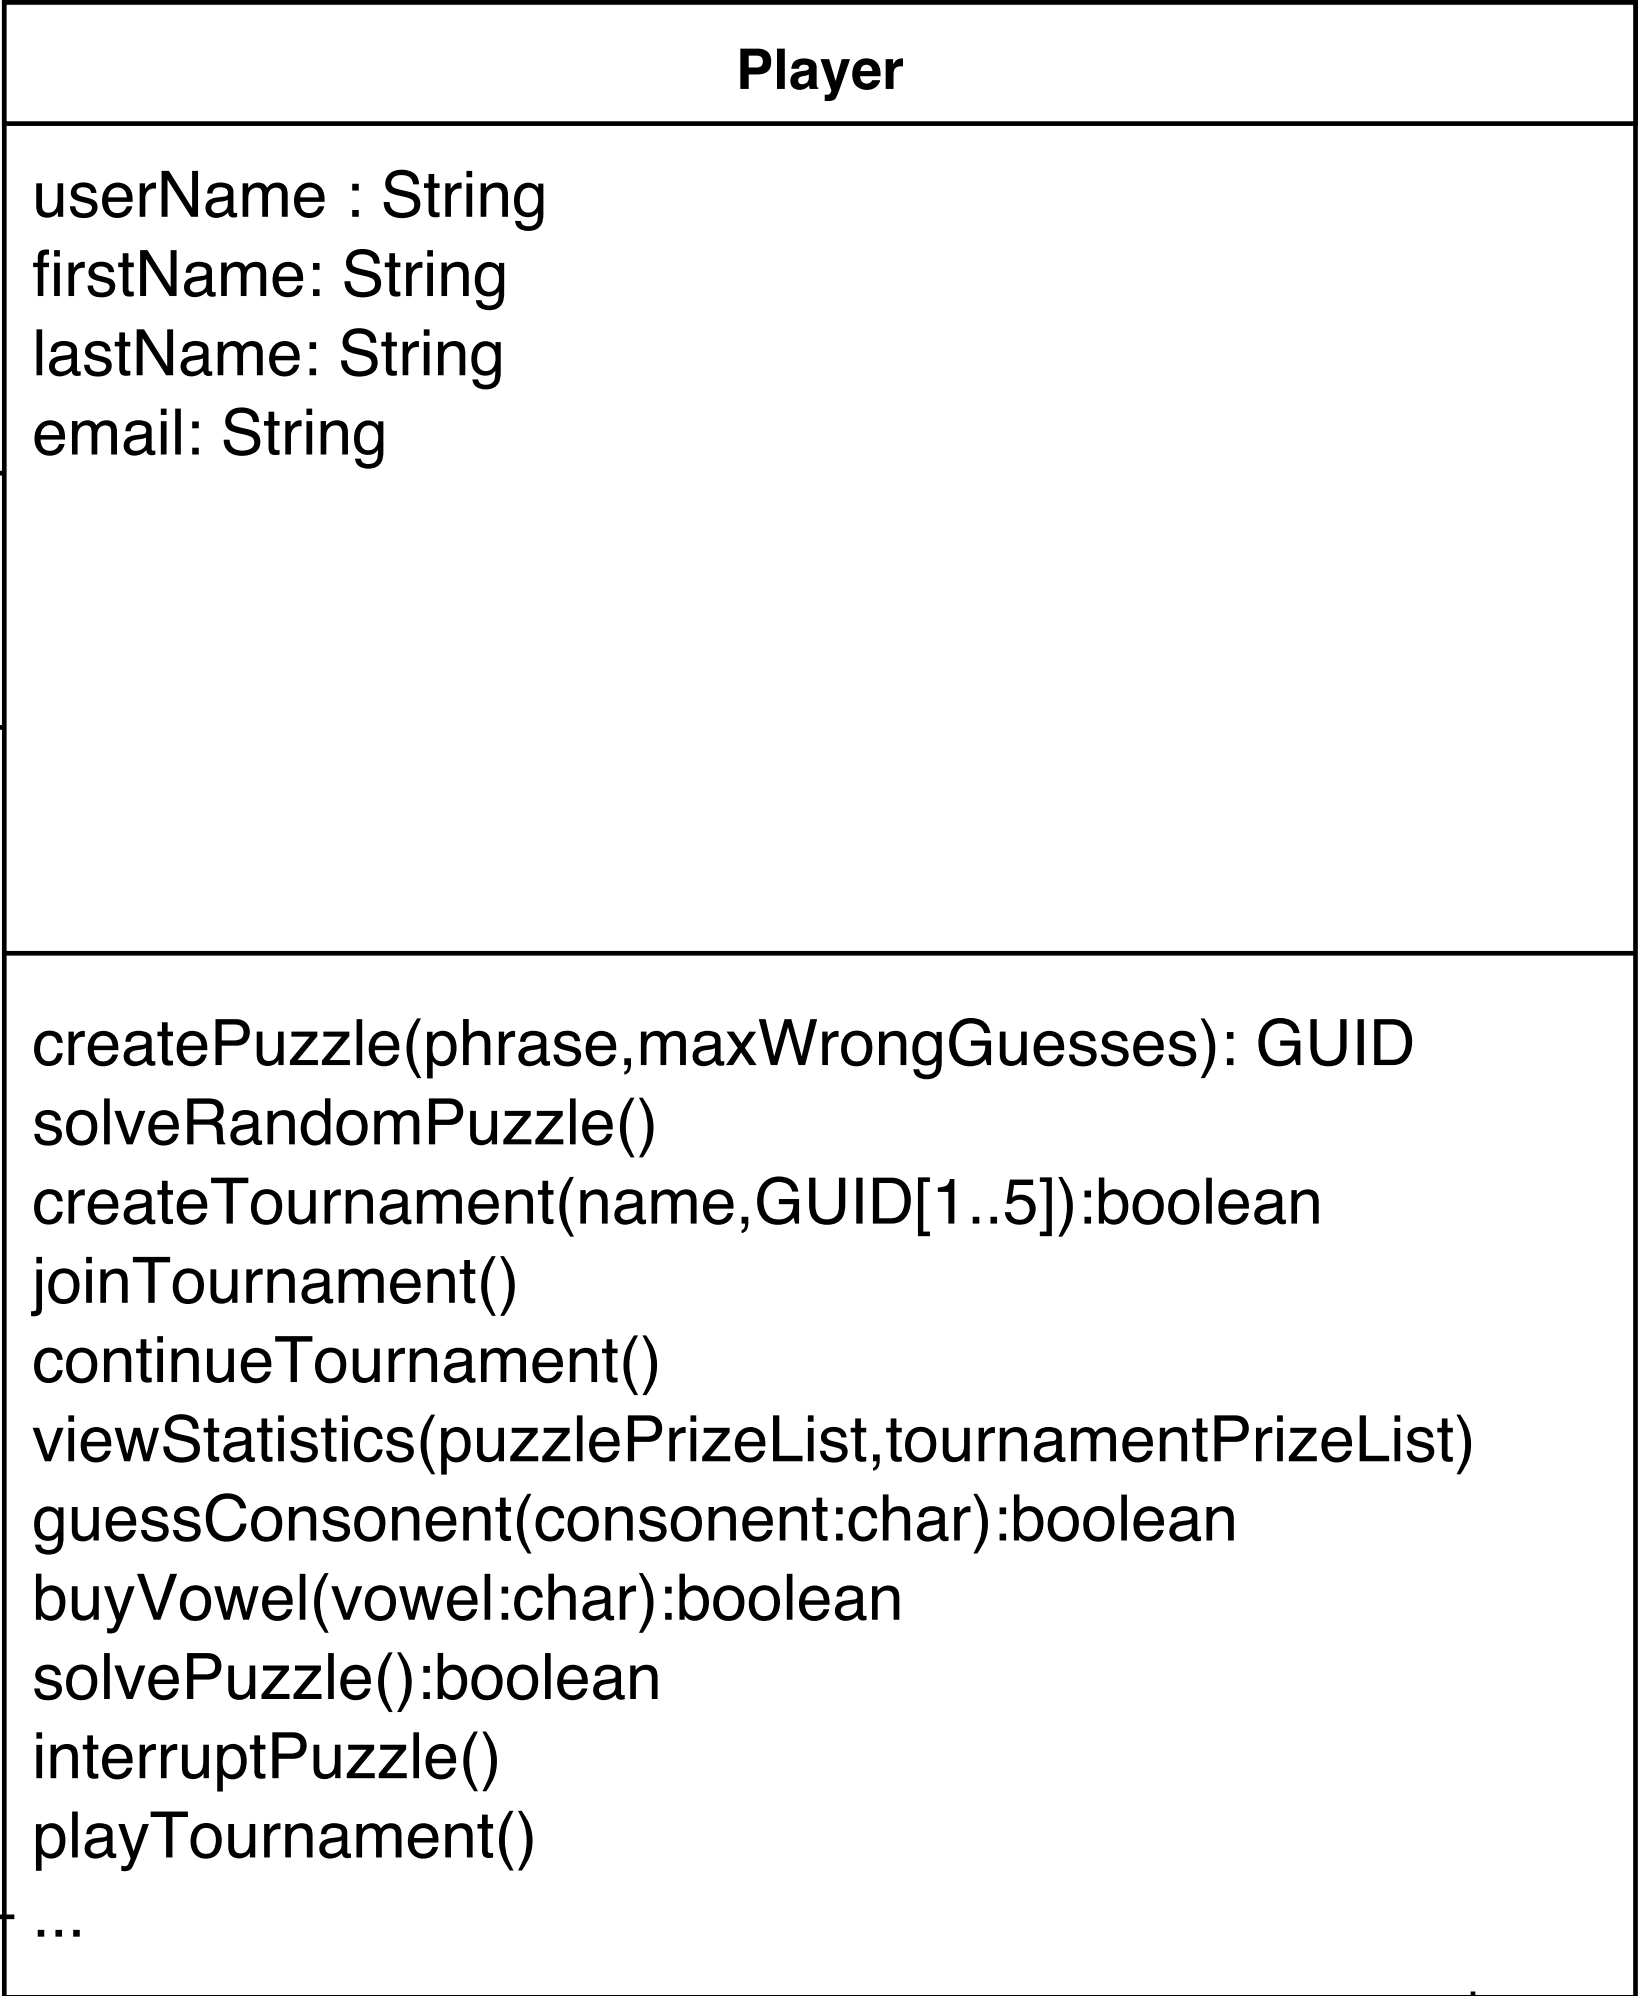 Player
userName : String
firstName: String
lastName: String
email: String
createPuzzle(phrase,maxWrongGuesses): GUID
solveRandomPuzzle()
createTournament(name,GUID[1..5]):boolean
joinTournament()
continueTournament()
viewStatistics(puzzlePrizeList,tournamentPrizeList)
guessConsonent(consonent:char):boolean
buyVowel(vowel:char):boolean
solvePuzzle():boolean
interruptPuzzle()
playTournament()
...